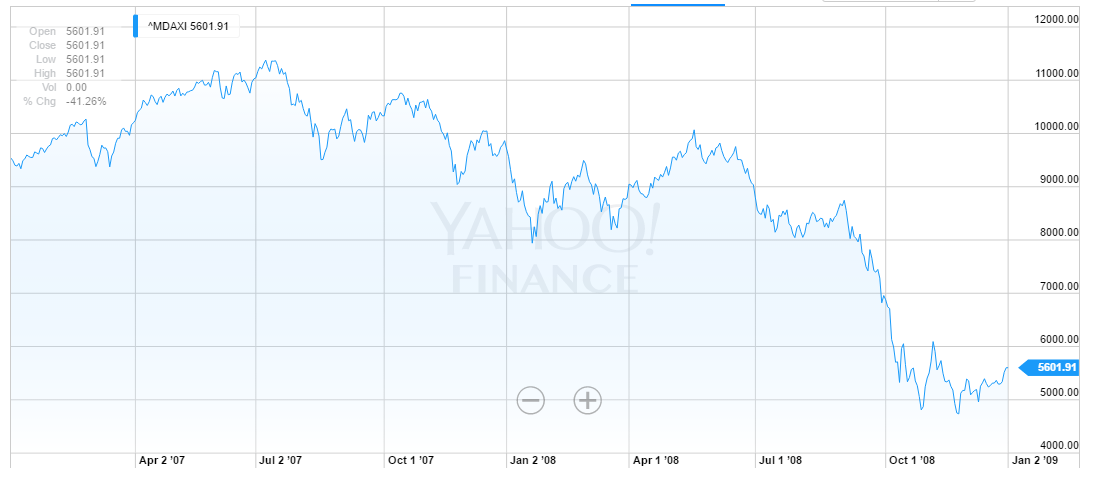 12000.00
^MDAXI 5601.91
Open 5601.91
Close 5601.91
Low 5601.91
High 5601.91
Vol 0.00
% Chg -41.26%
11000.00
10000.00
9000.00
8000.00
YAHOO!
FINANCE
7000.00
6000.00
5601.91
5000.00
4000.00
Apr 2 '07 Jul 2 '07 Oct 1 '07 Jan 2 '08 Apr 1 '08 Jul 1 '08 Oct 1 '08 Jan 2 '09